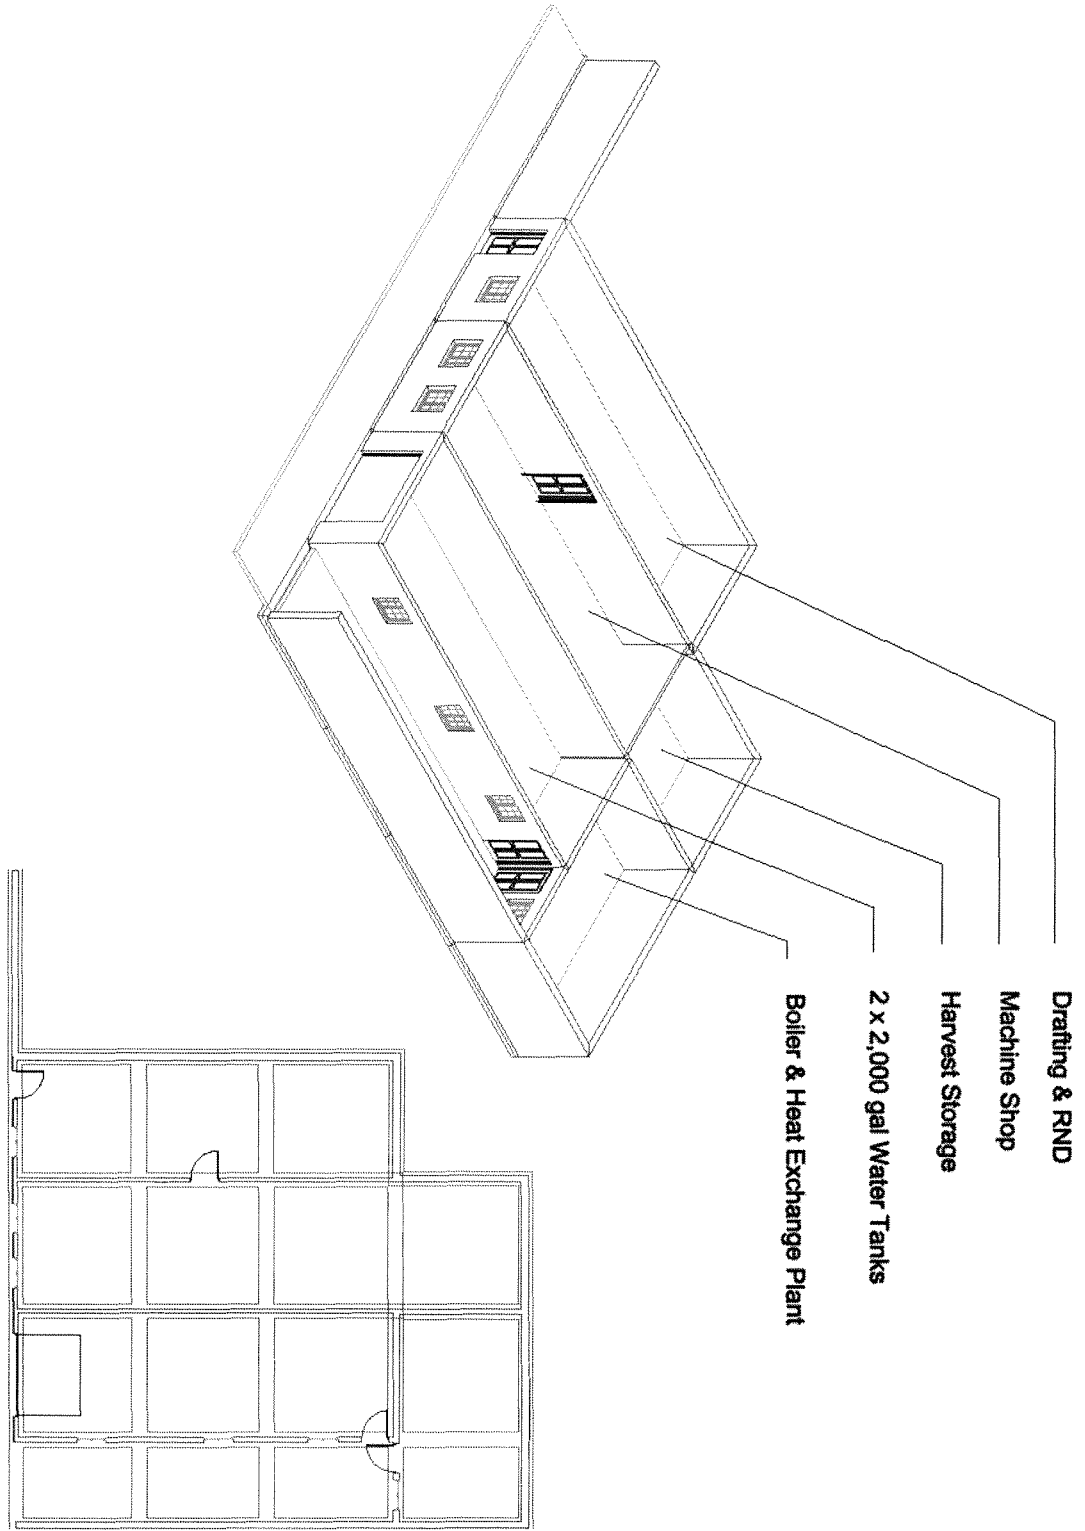 Drafting & RND
Machine Shop
Harvest Storage
2 x 2,000 gal Water Tanks
Boiler & Heat Exchange Plant